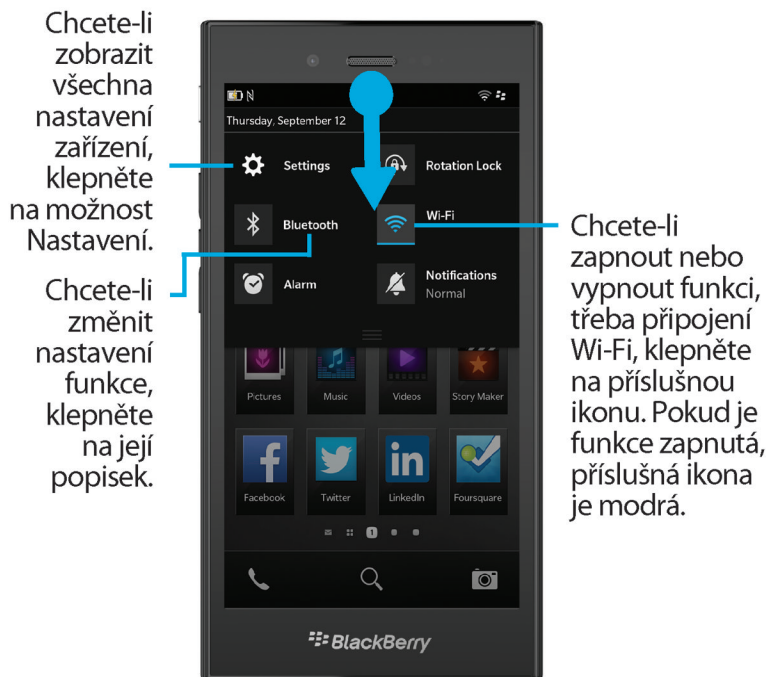 Chcete-li
zobrazit
všechna
nastavení
zařízení,
klepněte
na možnost
Nastavení.
Chcete-li
změnit
nastavení
funkce,
klepněte
na její
popisek.
Thursday, September 12
Settings
Rotation Lock
Bluetooth
Wi-Fi
Alarm
Notifications
Normal
Pictures
Music
Videos
Story Maker
Facebook
Twitter
LinkedIn
Foursquare
1
BlackBerry
Chcete-li
zapnout nebo
vypnout funkci,
třeba připojení
Wi-Fi, klepněte
na příslušnou
ikonu. Pokud je
funkce zapnutá,
příslušná ikona
je modrá.